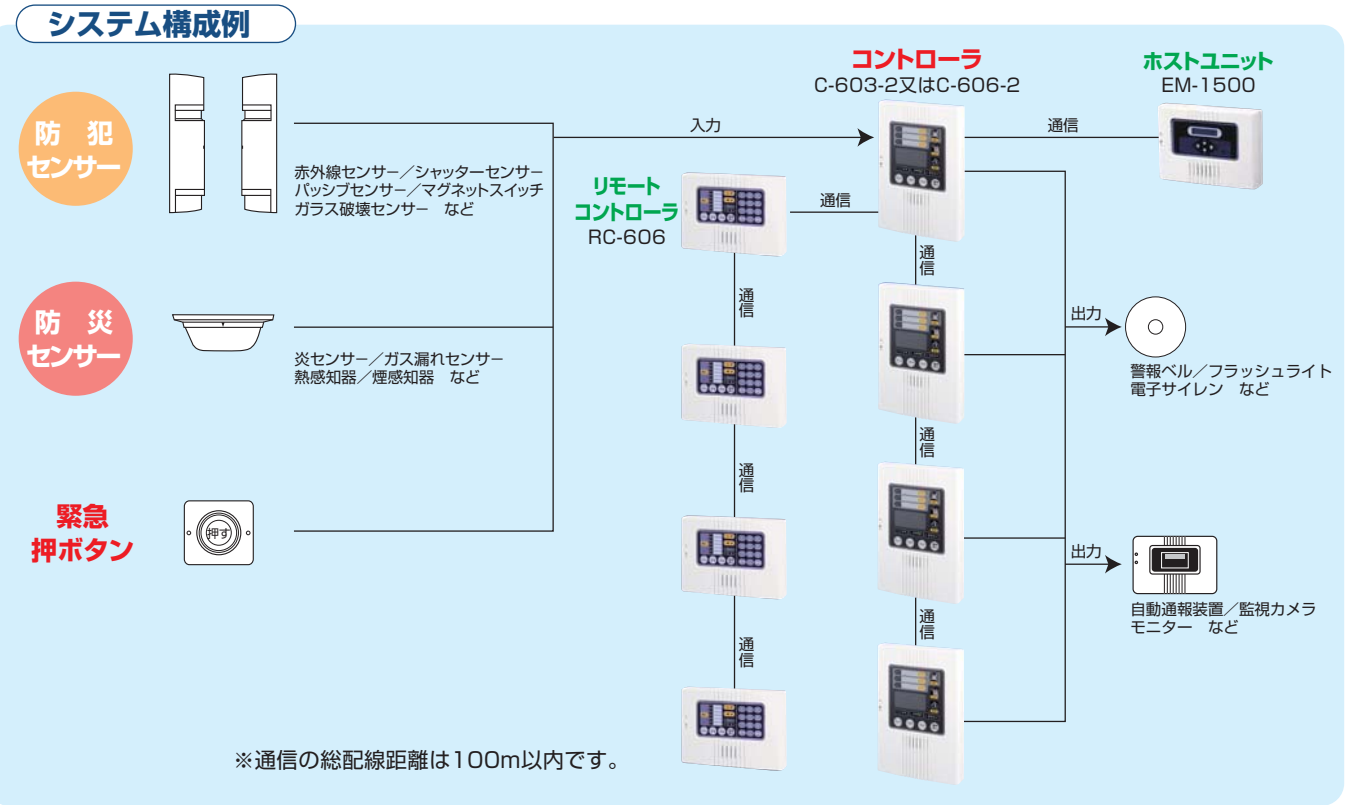 システム構成例
防犯
センサー
赤外線センサー／シャッターセンサー
パッシブセンサー／マグネットスイッチ
ガラス破壊センサー　など
防災
センサー
炎センサー／ガス漏れセンサー
熱感知器／煙感知器　など
緊急
押ボタン
押す
入力
リモート
コントローラ
RC-606
通信
通信
通信
通信
コントローラ
C-603-2又はC-606-2
通信
通信
通信
通信
ホストユニット
EM-1500
出力
警報ベル／フラッシュライト
電子サイレン　など
出力
自動通報装置／監視カメラ
モニター　など
※通信の総配線距離は100m以内です。